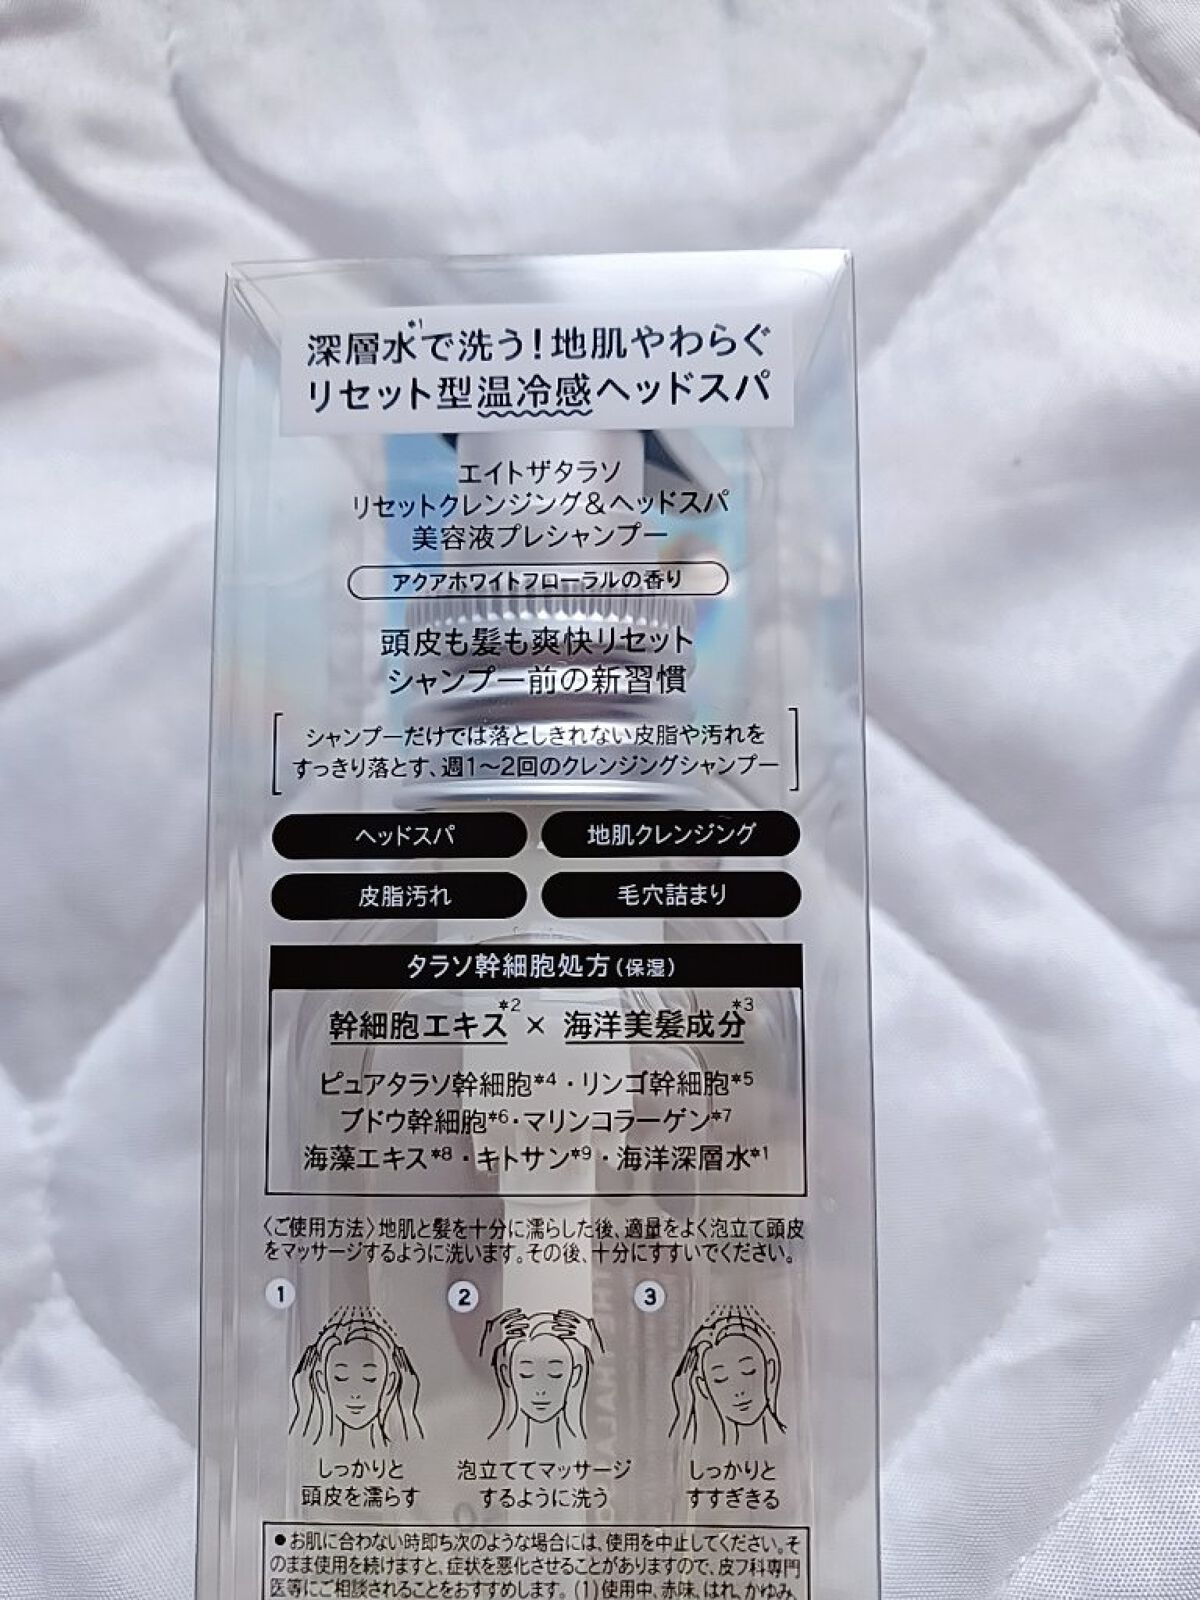 深層水*1で洗う!地肌やわらぐ
リセット型温冷感ヘッドスパ
エイトザタラソ
リセットクレンジング&ヘッドスパ
美容液プレシャンプー
アクアホワイトフローラルの香り
頭皮も髪も爽快リセット
シャンプー前の新習慣
シャンプーだけでは落としきれない皮脂や汚れを
すっきり落とす、週1〜2回のクレンジングシャンプー
ヘッドスパ 地肌クレンジング
皮脂汚れ 毛穴詰まり
タラソ幹細胞処方(保湿)
幹細胞エキス*2 × 海洋美髪成分*3
ピュアタラソ幹細胞*4・リンゴ幹細胞*5
ブドウ幹細胞*6・マリンコラーゲン*7
海藻エキス*8・キトサン*9・海洋深層水*1
〈ご使用方法〉地肌と髪を十分に濡らした後、適量をよく泡立て頭皮
をマッサージするように洗います。その後、十分にすすいでください。
1 2 3
しっかりと
頭皮を濡らす
泡立ててマッサージ
するように洗う
しっかりと
すすぎきる
●お肌に合わない時即ち次のような場合には、使用を中止してください。そ
のまま使用を続けますと、症状を悪化させることがありますので、皮フ科専門
医等にご相談されることをおすすめします。(1)使用中、赤味、はれ、かゆみ、